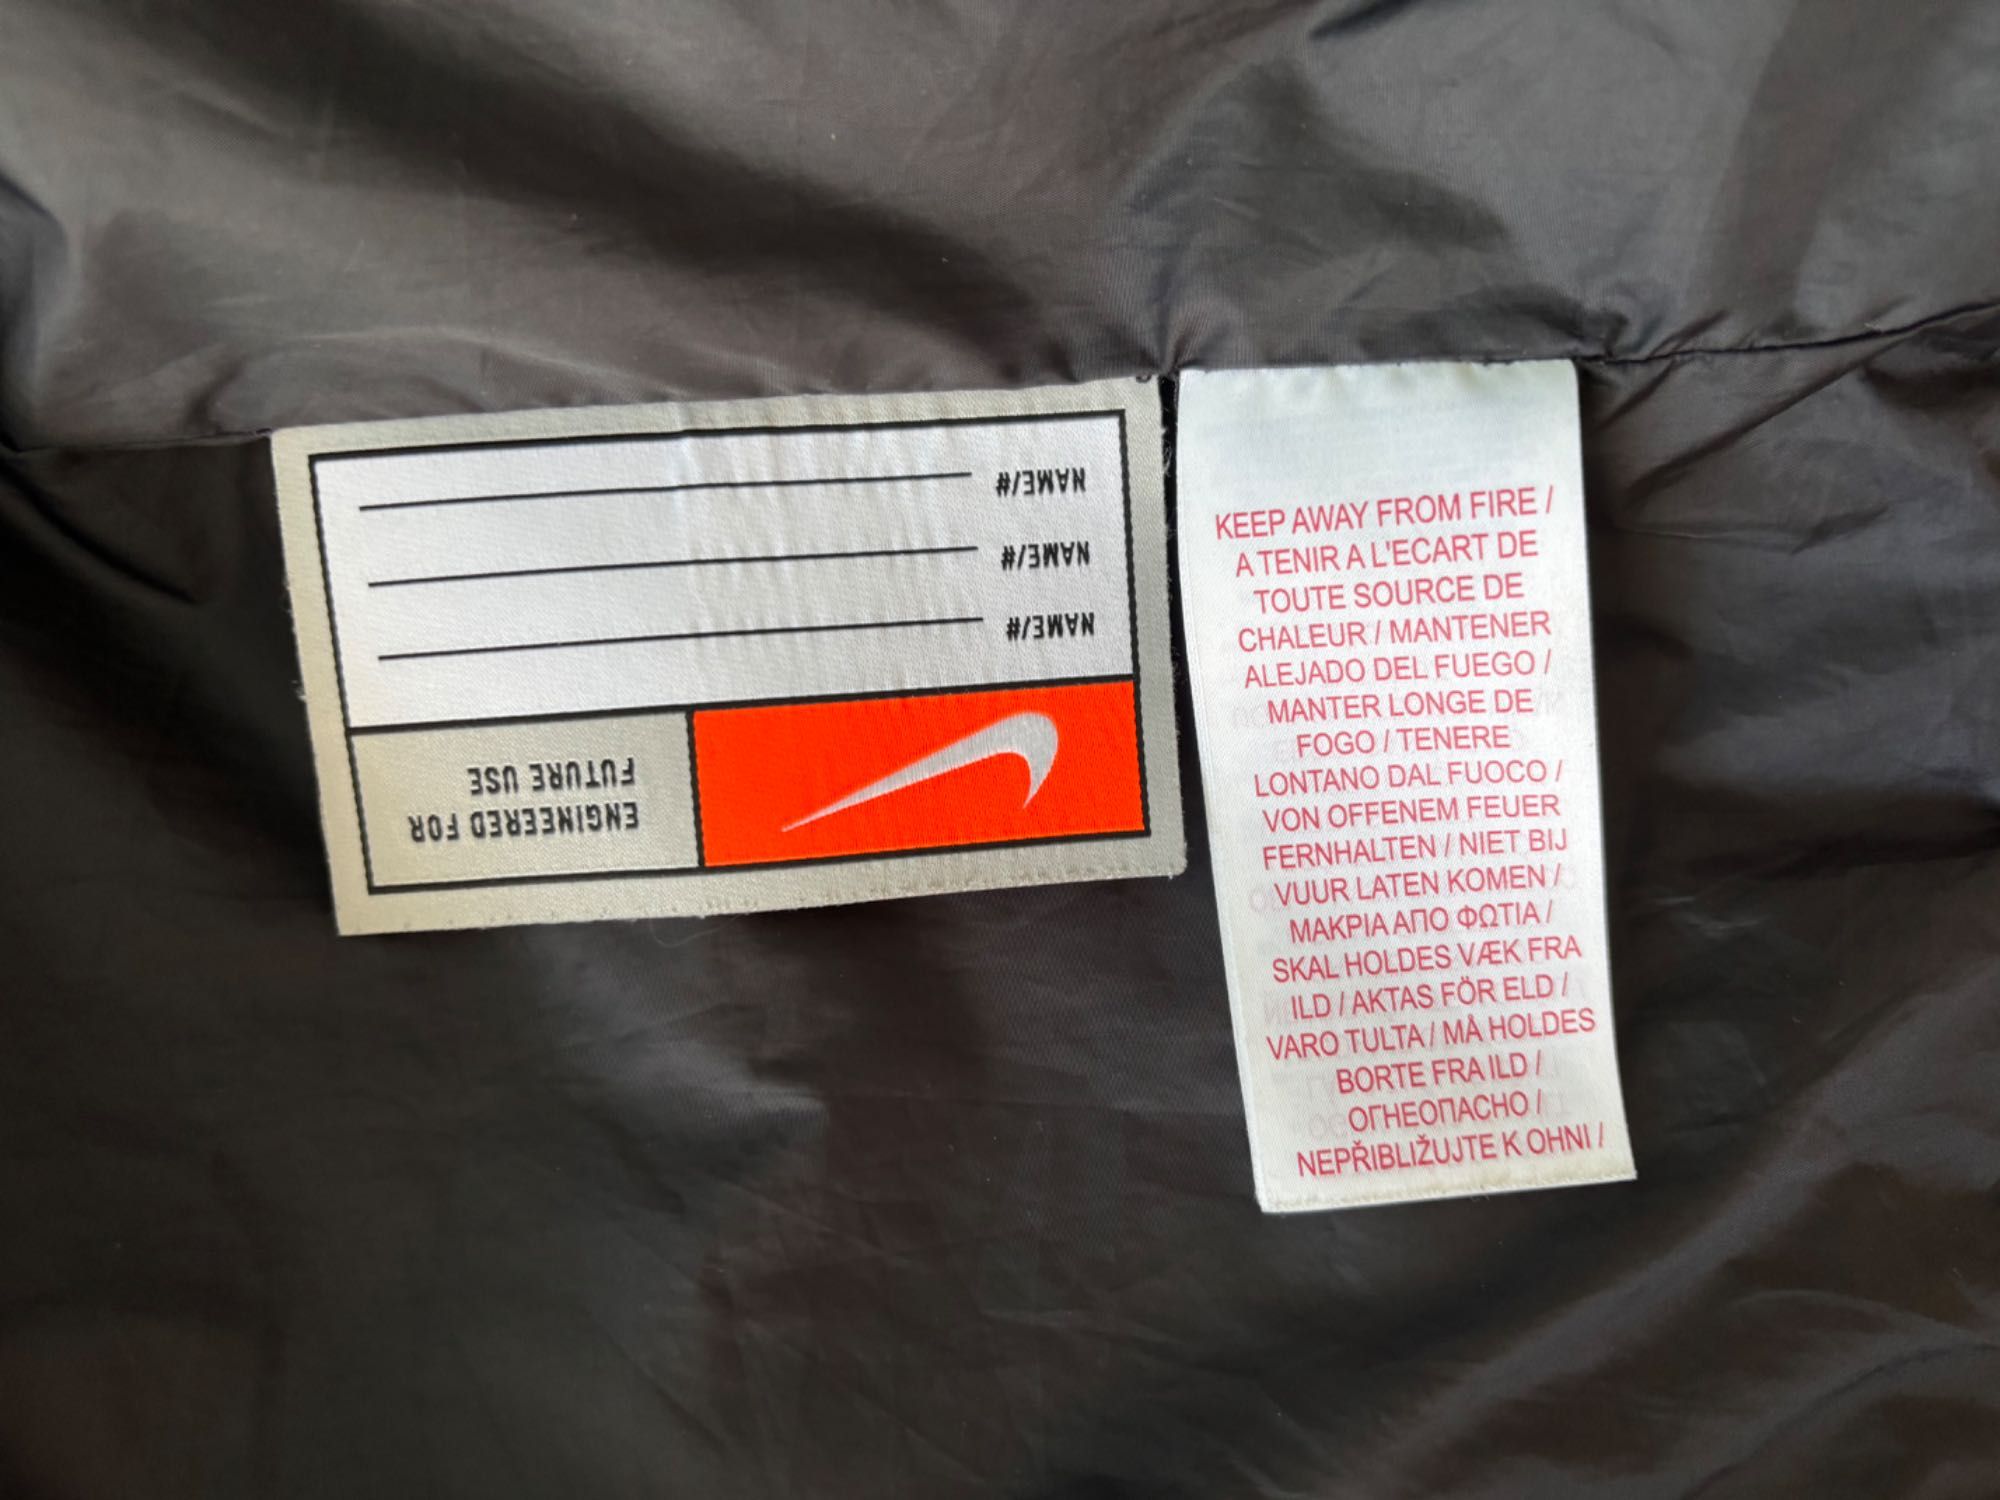 NAME/#
NAME/#
NAME/#
ENGINEERED FOR
FUTURE USE
KEEP AWAY FROM FIRE /
A TENIR A L'ECART DE
TOUTE SOURCE DE
CHALEUR / MANTENER
ALEJADO DEL FUEGO /
MANTER LONGE DE
FOGO / TENERE
LONTANO DAL FUOCO /
VON OFFENEM FEUER
FERNHALTEN / NIET BIJ
VUUR LATEN KOMEN /
ΜΑΚΡΙΑ ΑΠΟ ΦΩΤΙΑ /
SKAL HOLDES VÆK FRA
ILD / AKTAS FÖR ELD /
VARO TULTA / MÅ HOLDES
BORTE FRA ILD /
ОГНЕОПАСНО /
NEPŘIBLIŽUJTE K OHNI /